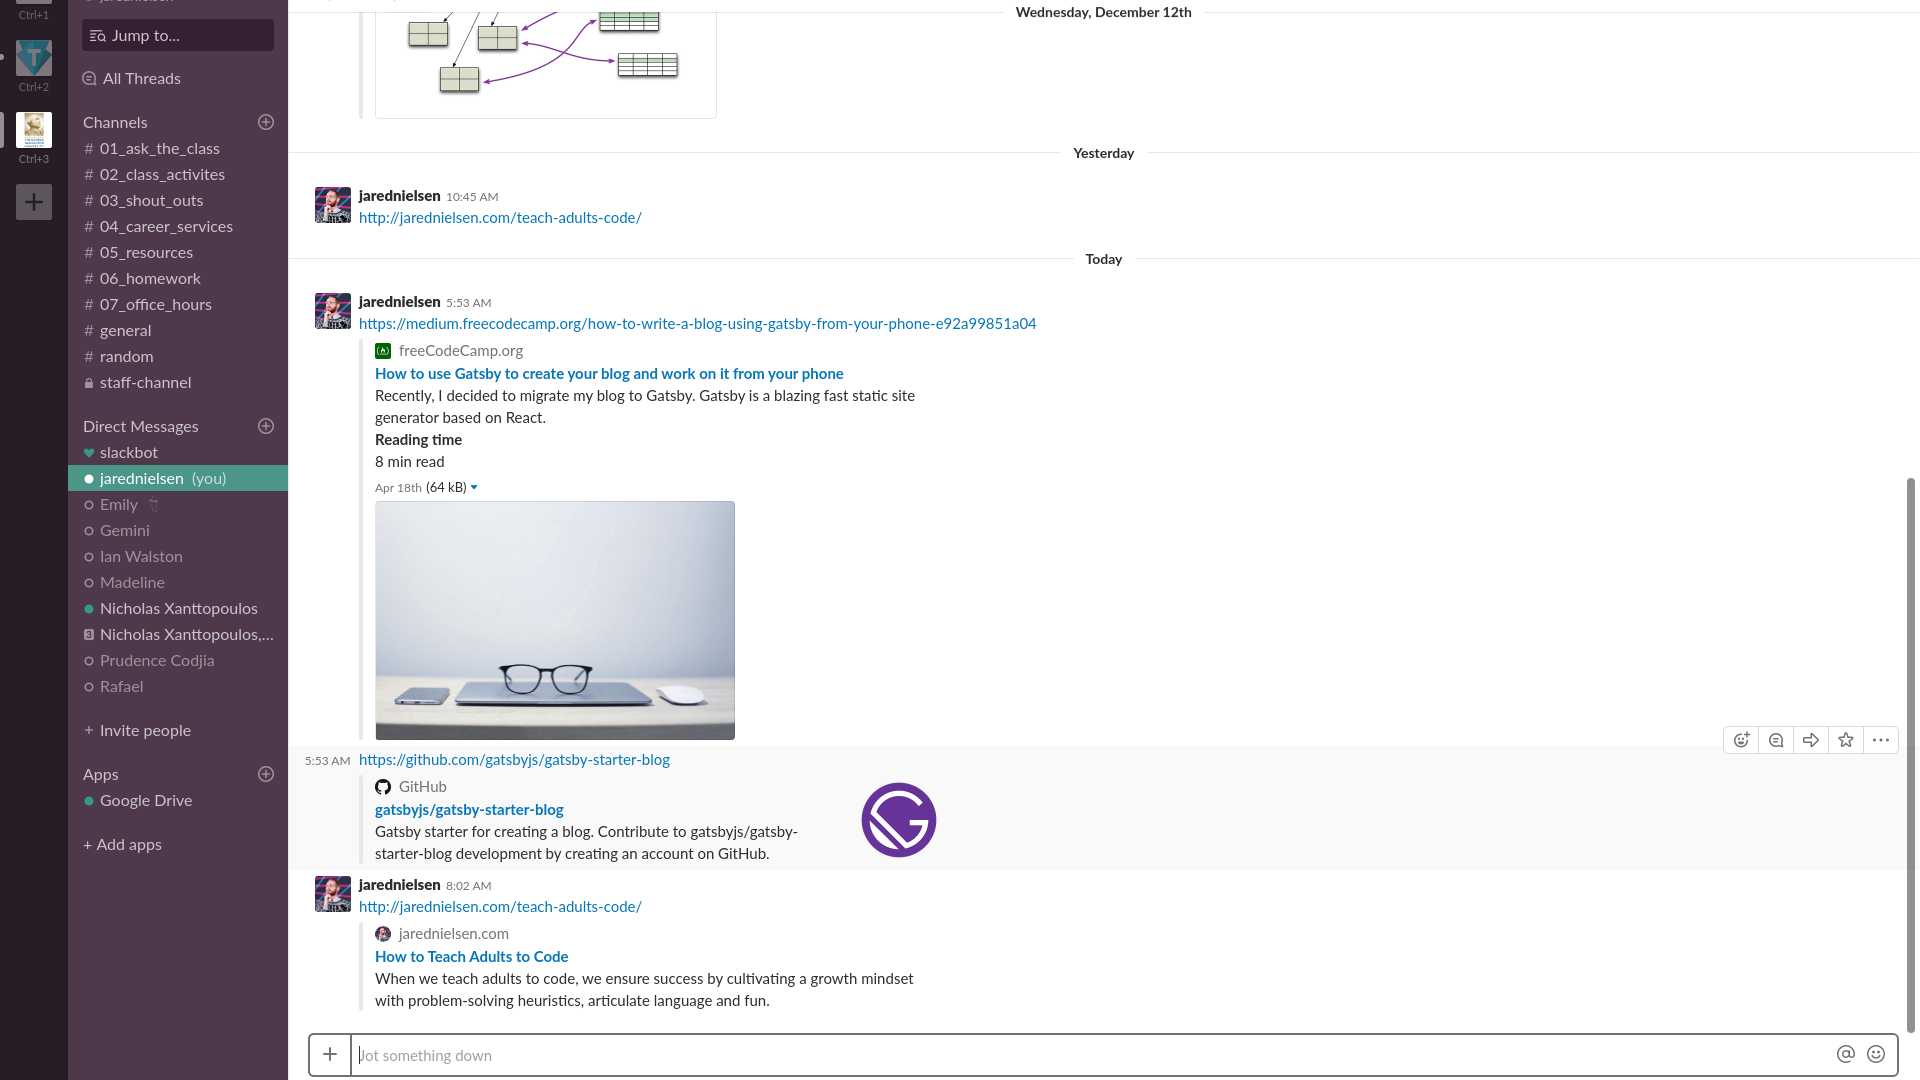 Ctrl+1
Ctrl+2
Ctrl+3
jarednielsen
Jump to...
All Threads
Channels
# 01_ask_the_class
# 02_class_activites
# 03_shout_outs
# 04_career_services
# 05_resources
# 06_homework
# 07_office_hours
# general
# random
staff-channel
Direct Messages
slackbot
jarednielsen (you)
Emily
Gemini
Ian Walston
Madeline
Nicholas Xanttopoulos
3 Nicholas Xanttopoulos,...
Prudence Codjia
Rafael
+ Invite people
Apps
Google Drive
+ Add apps
Wednesday, December 12th
Yesterday
jarednielsen 10:45 AM
http://jarednielsen.com/teach-adults-code/
Today
jarednielsen 5:53 AM
https://medium.freecodecamp.org/how-to-write-a-blog-using-gatsby-from-your-phone-e92a99851a04
freeCodeCamp.org
How to use Gatsby to create your blog and work on it from your phone
Recently, I decided to migrate my blog to Gatsby. Gatsby is a blazing fast static site
generator based on React.
Reading time
8 min read
Apr 18th (64 kB)
5:53 AM https://github.com/gatsbyjs/gatsby-starter-blog
GitHub
gatsbyjs/gatsby-starter-blog
Gatsby starter for creating a blog. Contribute to gatsbyjs/gatsby-
starter-blog development by creating an account on GitHub.
jarednielsen 8:02 AM
http://jarednielsen.com/teach-adults-code/
jarednielsen.com
How to Teach Adults to Code
When we teach adults to code, we ensure success by cultivating a growth mindset
with problem-solving heuristics, articulate language and fun.
Jot something down